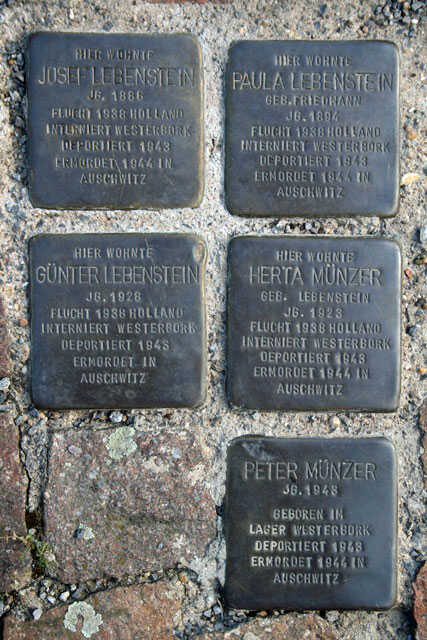 HIER WOHNTE
JOSEF LEBENSTEIN
JG. 1886
FLUCHT 1938 HOLLAND
INTERNIERT WESTERBORK
DEPORTIERT 1943
ERMORDET 1944 IN
AUSCHWITZ
HIER WOHNTE
PAULA LEBENSTEIN
GEB. FRIEDMANN
JG. 1894
FLUCHT 1938 HOLLAND
INTERNIERT WESTERBORK
DEPORTIERT 1943
ERMORDET 1944 IN
AUSCHWITZ
HIER WOHNTE
GÜNTER LEBENSTEIN
JG. 1928
FLUCHT 1938 HOLLAND
INTERNIERT WESTERBORK
DEPORTIERT 1943
ERMORDET IN
AUSCHWITZ
HIER WOHNTE
HERTA MÜNZER
GEB. LEBENSTEIN
JG. 1923
FLUCHT 1938 HOLLAND
INTERNIERT WESTERBORK
DEPORTIERT 1943
ERMORDET 1944 IN
AUSCHWITZ
PETER MÜNZER
JG. 1943
GEBOREN IM
LAGER WESTERBORK
DEPORTIERT 1943
ERMORDET 1944 IN
AUSCHWITZ